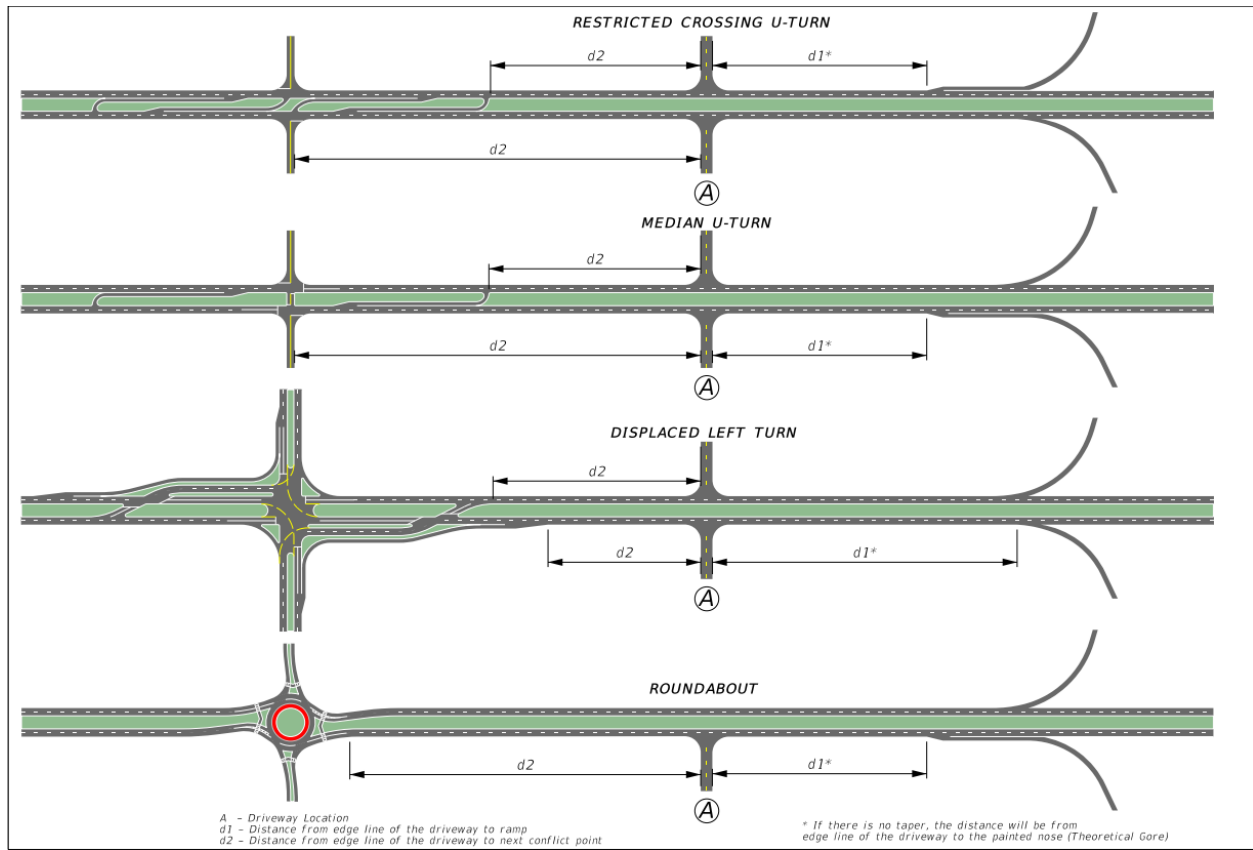 RESTRICTED CROSSING U-TURN
d2
d1*
d2
A
MEDIAN U-TURN
d2
d2
d1*
A
DISPLACED LEFT TURN
d2
d2
d1*
A
ROUNDABOUT
d2
d1*
A
A - Driveway Location
d1 - Distance from edge line of the driveway to ramp
d2 - Distance from edge line of the driveway to next conflict point
* If there is no taper, the distance will be from
edge line of the driveway to the painted nose (Theoretical Gore)